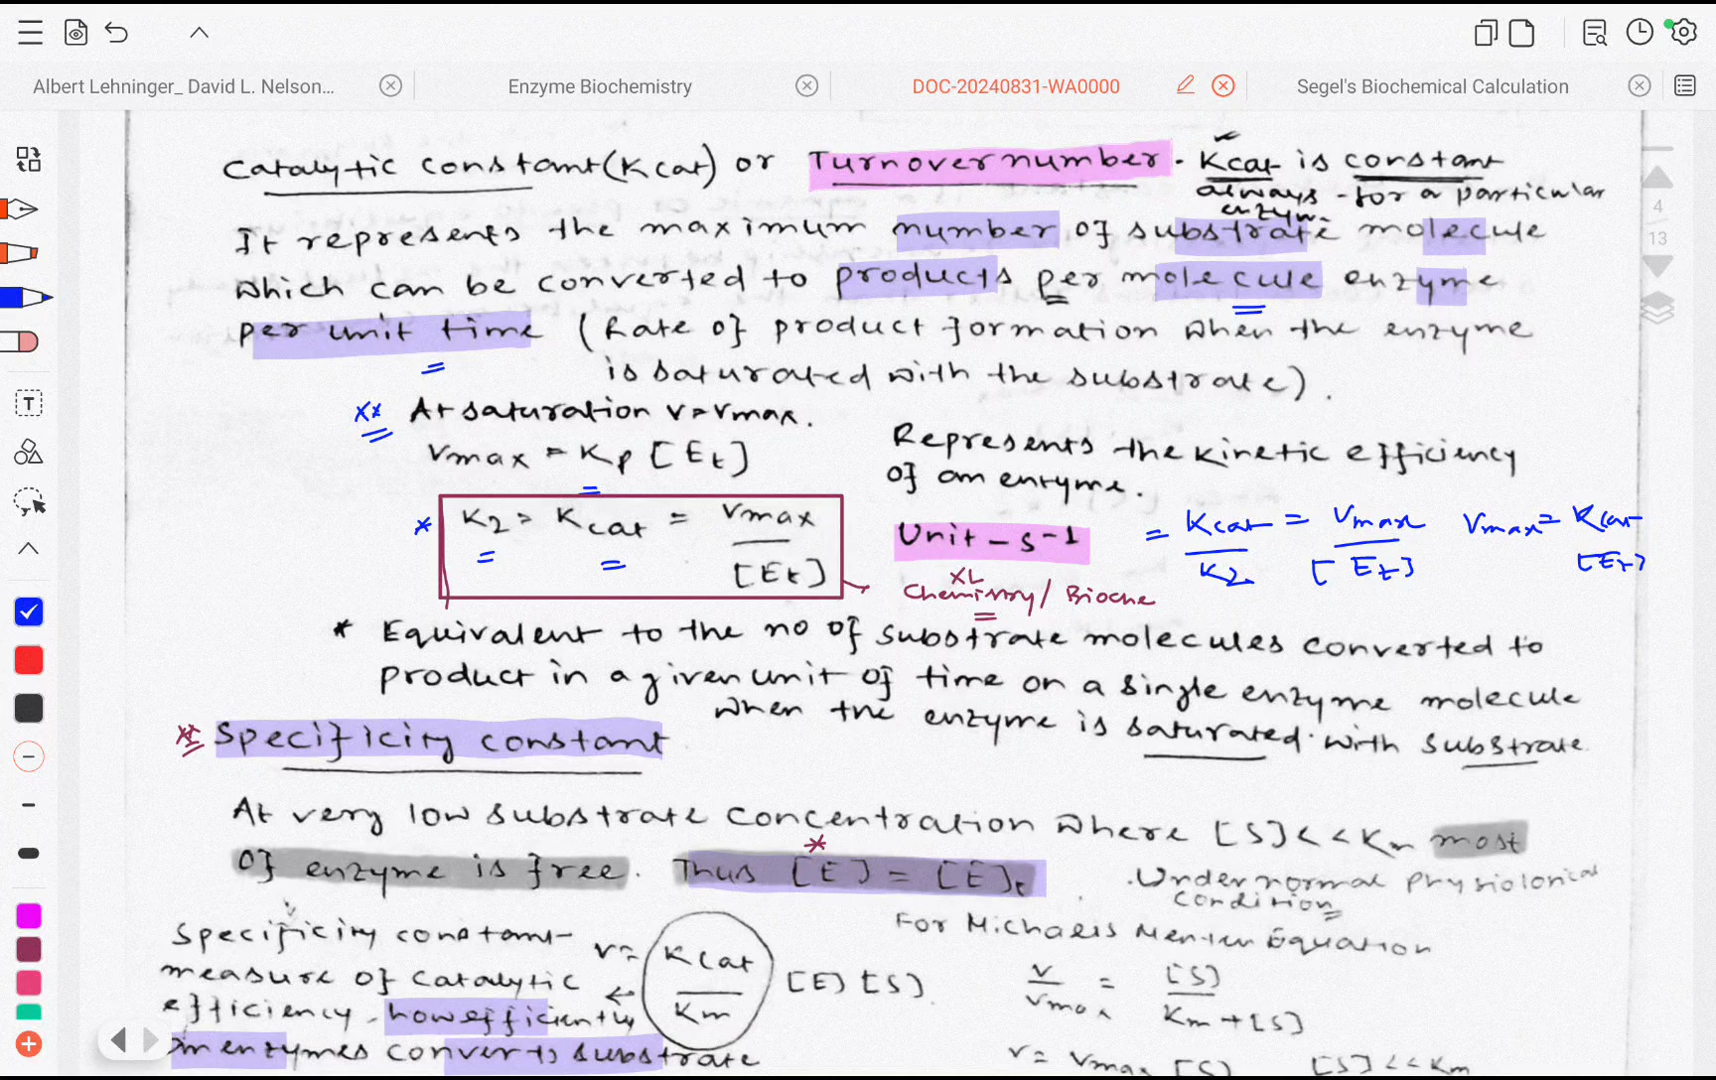 Albert Lehninger_ David L. Nelson...
Enzyme Biochemistry
DOC-20240831-WA0000
Segel's Biochemical Calculation
Catalytic constant (Kcat) or Turnover number. Kcat is constant
always for a particular
enzym.
It represents the maximum number of substrate molecule
which can be converted to products per molecule enzyme
per unit time (Rate of product formation when the enzyme
is saturated with the substrate).
xx At saturation v=vmax.
Vmax = Kp [Et]
Represents the kinetic efficiency
of an enzyme.
* K2 = Kcat = Vmax / [Et]
Unit - s-1
= Kcat / K2 = Vmax / [Et] Vmax = Kcat [Et]
XL
Chemistry/ Bioche
* Equivalent to the no of substrate molecules converted to
product in a given unit of time on a single enzyme molecule
when the enzyme is saturated with substrate
Specificity constant
At very low substrate concentration where [S] << Km most
of enzyme is free. Thus [E] = [E]t
.Under normal physiolonical
condition
Specificity constant
measure of catalytic
efficiency, how efficiently
an enzymes converts substrate
v = Kcat / Km [E] [S]
For Michaelis Menten Equation
v / vmax = [S] / Km + [S]
v = vmax [S] [S] << Km
4
13
T